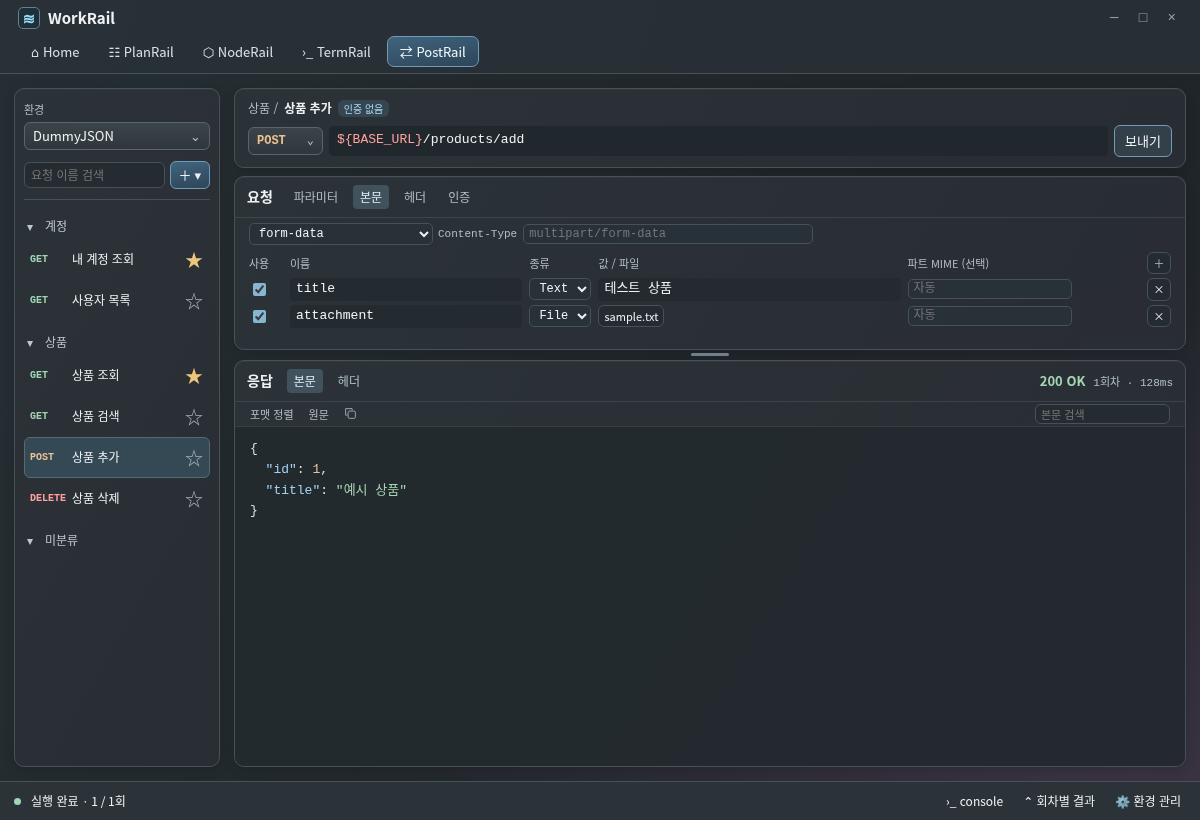 WorkRail
Home PlanRail NodeRail ›_ TermRail PostRail
환경
DummyJSON
요청 이름 검색
계정
GET 내 계정 조회
GET 사용자 목록
상품
GET 상품 조회
GET 상품 검색
POST 상품 추가
DELETE 상품 삭제
미분류
상품 / 상품 추가 인증 없음
POST ${BASE_URL}/products/add 보내기
요청 파라미터 본문 헤더 인증
form-data Content-Type multipart/form-data
사용 이름 종류 값 / 파일 파트 MIME (선택)
title Text 테스트 상품 자동
attachment File sample.txt 자동
응답 본문 헤더 200 OK 1회차 · 128ms
포맷 정렬 원문 본문 검색
{
"id": 1,
"title": "예시 상품"
}
실행 완료 · 1 / 1회 ›_ console 회차별 결과 환경 관리